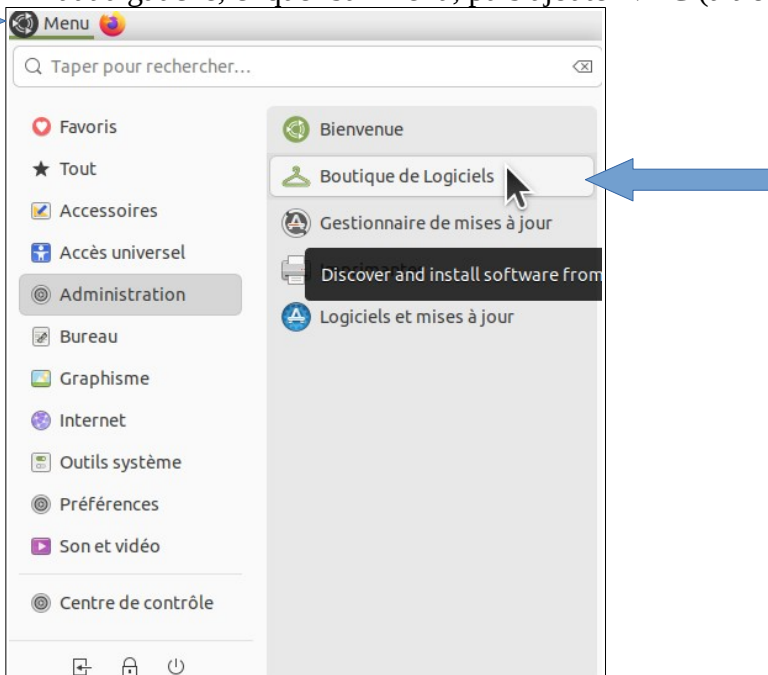 Menu
Taper pour rechercher...
Favoris
Tout
Accessoires
Accès universel
Administration
Bureau
Graphisme
Internet
Outils système
Préférences
Son et vidéo
Centre de contrôle
Bienvenue
Boutique de Logiciels
Gestionnaire de mises à jour
Discover and install software from
Logiciels et mises à jour